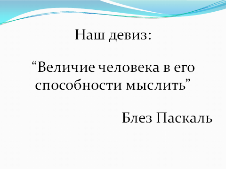 Наш девиз:
“Величие человека в его
способности мыслить”
Блез Паскаль